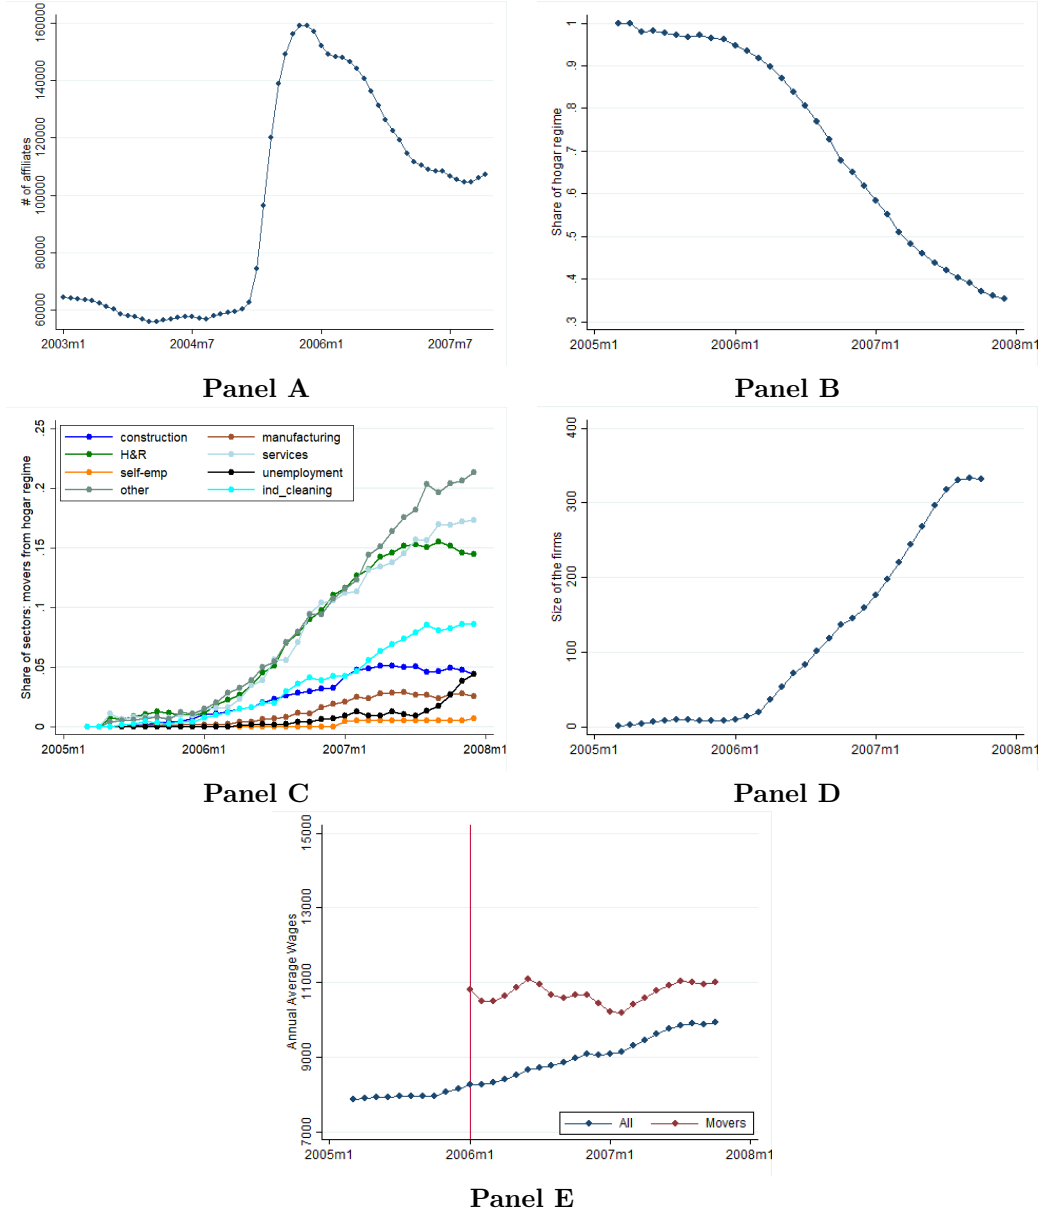 # of affiliates
160000
140000
120000
100000
80000
60000
2003m1 2004m7 2006m1 2007m7
Panel A
Share of hogar regime
1
.9
.8
.7
.6
.5
.4
.3
2005m1 2006m1 2007m1 2008m1
Panel B
Share of sectors: movers from hogar regime
.25
.2
.15
.1
.05
0
construction manufacturing
H&R services
self-emp unemployment
other ind_cleaning
2005m1 2006m1 2007m1 2008m1
Panel C
Size of the firms
400
300
200
100
0
2005m1 2006m1 2007m1 2008m1
Panel D
Annual Average Wages
15000
13000
11000
9000
7000
All Movers
2005m1 2006m1 2007m1 2008m1
Panel E